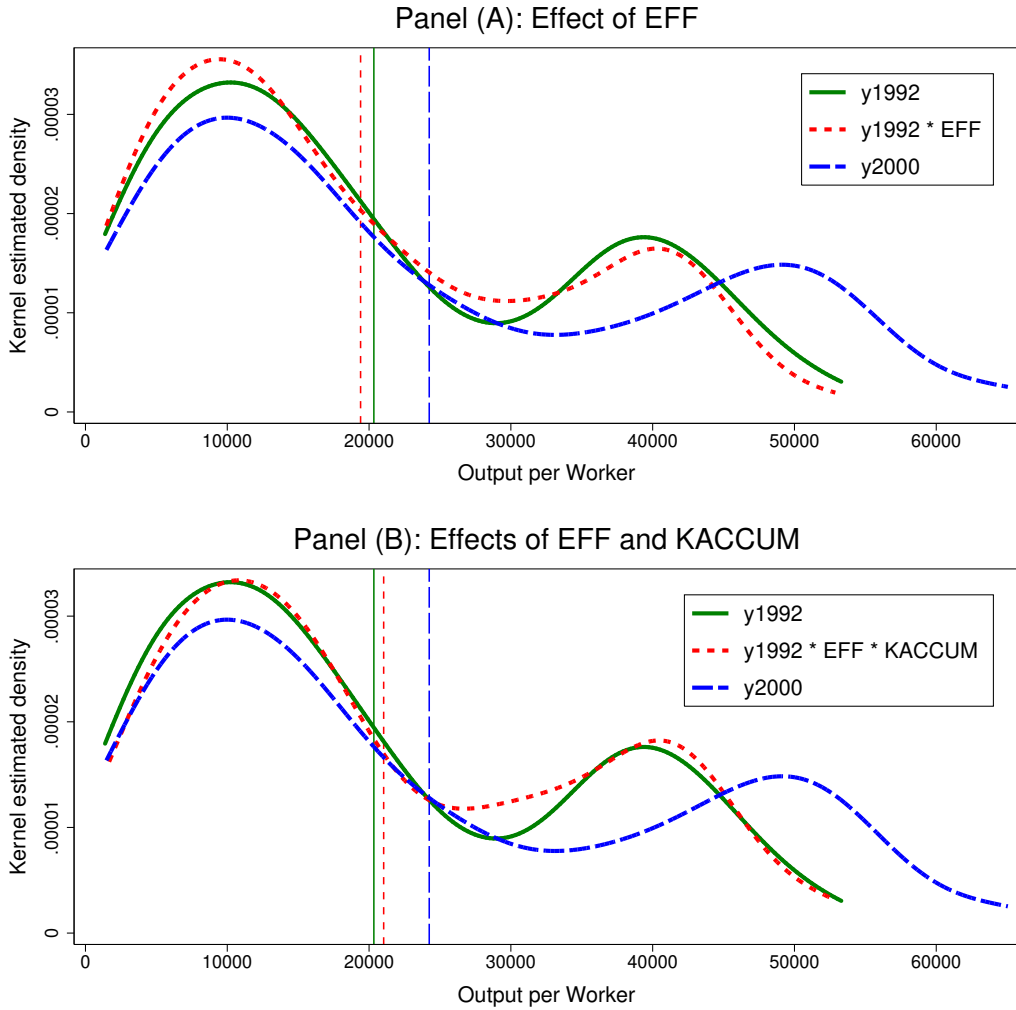 Panel (A): Effect of EFF
Kernel estimated density
.00003
.00002
.00001
0
y1992
y1992 * EFF
y2000
0 10000 20000 30000 40000 50000 60000
Output per Worker
Panel (B): Effects of EFF and KACCUM
Kernel estimated density
.00003
.00002
.00001
0
y1992
y1992 * EFF * KACCUM
y2000
0 10000 20000 30000 40000 50000 60000
Output per Worker